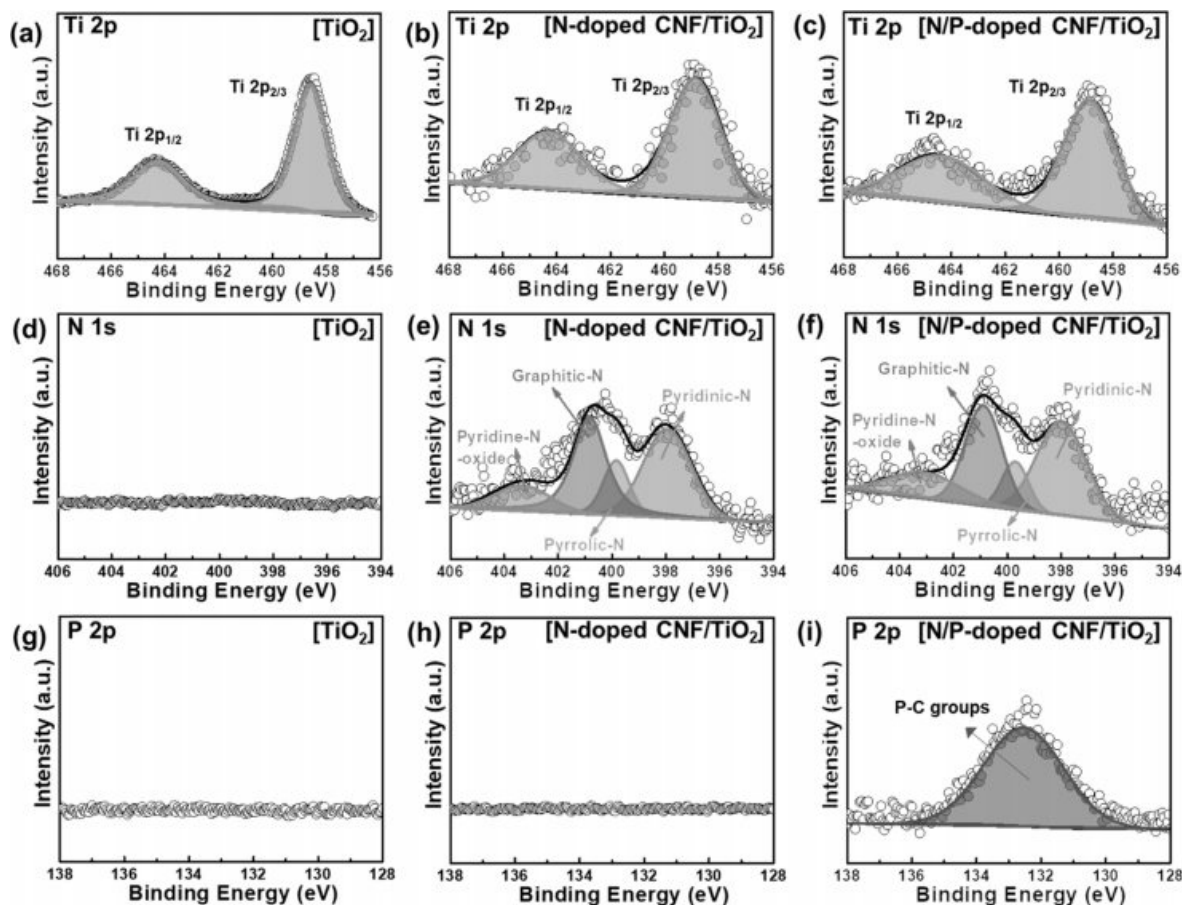 (a) Ti 2p [TiO₂]
Ti 2p₂/₃
Ti 2p₁/₂
Intensity (a.u.)
468 466 464 462 460 458 456
Binding Energy (eV)
(b) Ti 2p [N-doped CNF/TiO₂]
Ti 2p₂/₃
Ti 2p₁/₂
Intensity (a.u.)
468 466 464 462 460 458 456
Binding Energy (eV)
(c) Ti 2p [N/P-doped CNF/TiO₂]
Ti 2p₂/₃
Ti 2p₁/₂
Intensity (a.u.)
468 466 464 462 460 458 456
Binding Energy (eV)
(d) N 1s [TiO₂]
Intensity (a.u.)
406 404 402 400 398 396 394
Binding Energy (eV)
(e) N 1s [N-doped CNF/TiO₂]
Graphitic-N
Pyridinic-N
Pyridine-N
-oxide
Pyrrolic-N
Intensity (a.u.)
406 404 402 400 398 396 394
Binding Energy (eV)
(f) N 1s [N/P-doped CNF/TiO₂]
Graphitic-N
Pyridinic-N
Pyridine-N
-oxide
Pyrrolic-N
Intensity (a.u.)
406 404 402 400 398 396 394
Binding Energy (eV)
(g) P 2p [TiO₂]
Intensity (a.u.)
138 136 134 132 130 128
Binding Energy (eV)
(h) P 2p [N-doped CNF/TiO₂]
Intensity (a.u.)
138 136 134 132 130 128
Binding Energy (eV)
(i) P 2p [N/P-doped CNF/TiO₂]
P-C groups
Intensity (a.u.)
138 136 134 132 130 128
Binding Energy (eV)